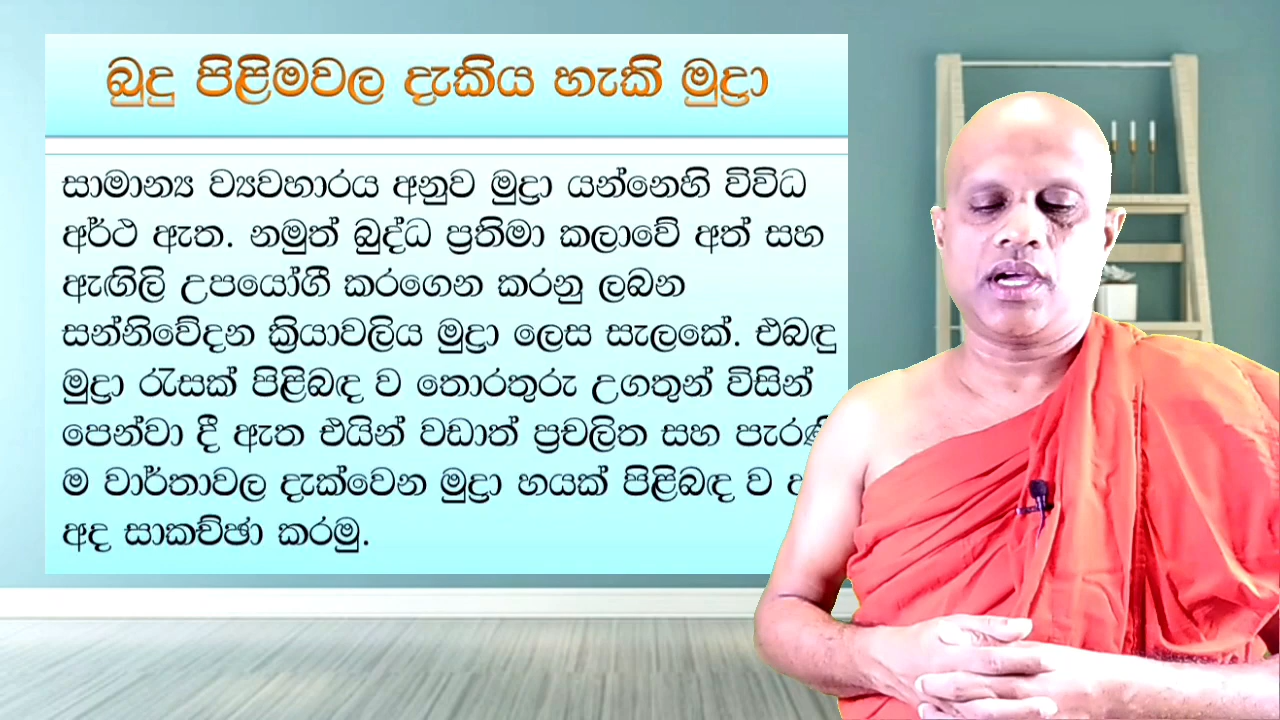 බුදු පිළිමවල දැකිය හැකි මුද්‍රා
සාමාන්‍ය ව්‍යවහාරය අනුව මුද්‍රා යන්නෙහි විවිධ
අර්ථ ඇත. නමුත් බුද්ධ ප්‍රතිමා කලාවේ අත් සහ
ඇඟිලි උපයෝගී කරගෙන කරනු ලබන
සන්නිවේදන ක්‍රියාවලිය මුද්‍රා ලෙස සැලකේ. එබඳු
මුද්‍රා රැසක් පිළිබඳ ව තොරතුරු උගතුන් විසින්
පෙන්වා දී ඇත එයින් වඩාත් ප්‍රචලිත සහ
ම වාර්තාවල දැක්වෙන මුද්‍රා හයක් පිළිබඳ ව
අද සාකච්ඡා කරමු.